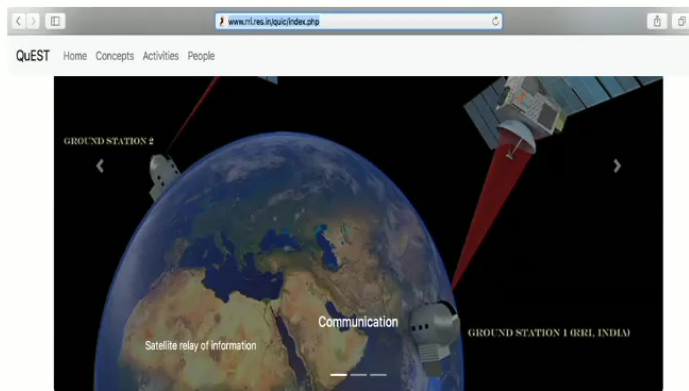 www.rri.res.in/quic/index.php
QuEST Home Concepts Activities People
GROUND STATION 2
Communication
GROUND STATION 1 (RRI, INDIA)
Satellite relay of information